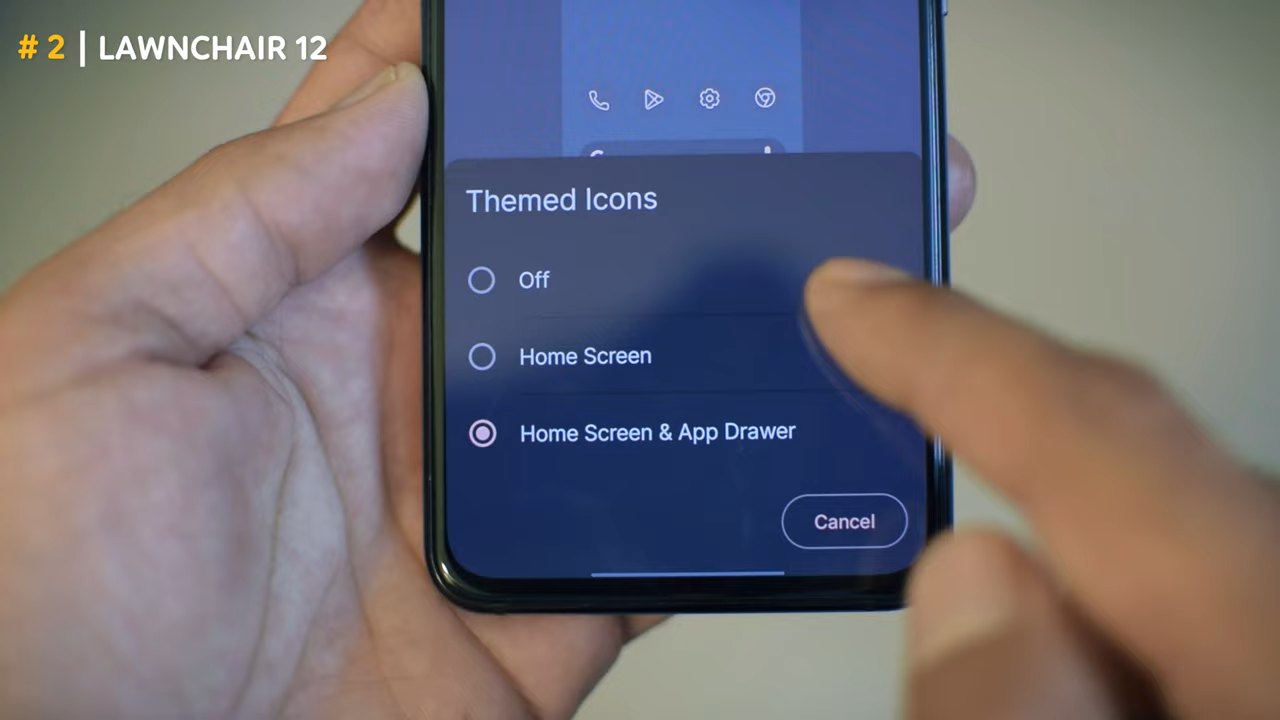 # 2 | LAWNCHAIR 12
Themed Icons
Off
Home Screen
Home Screen & App Drawer
Cancel